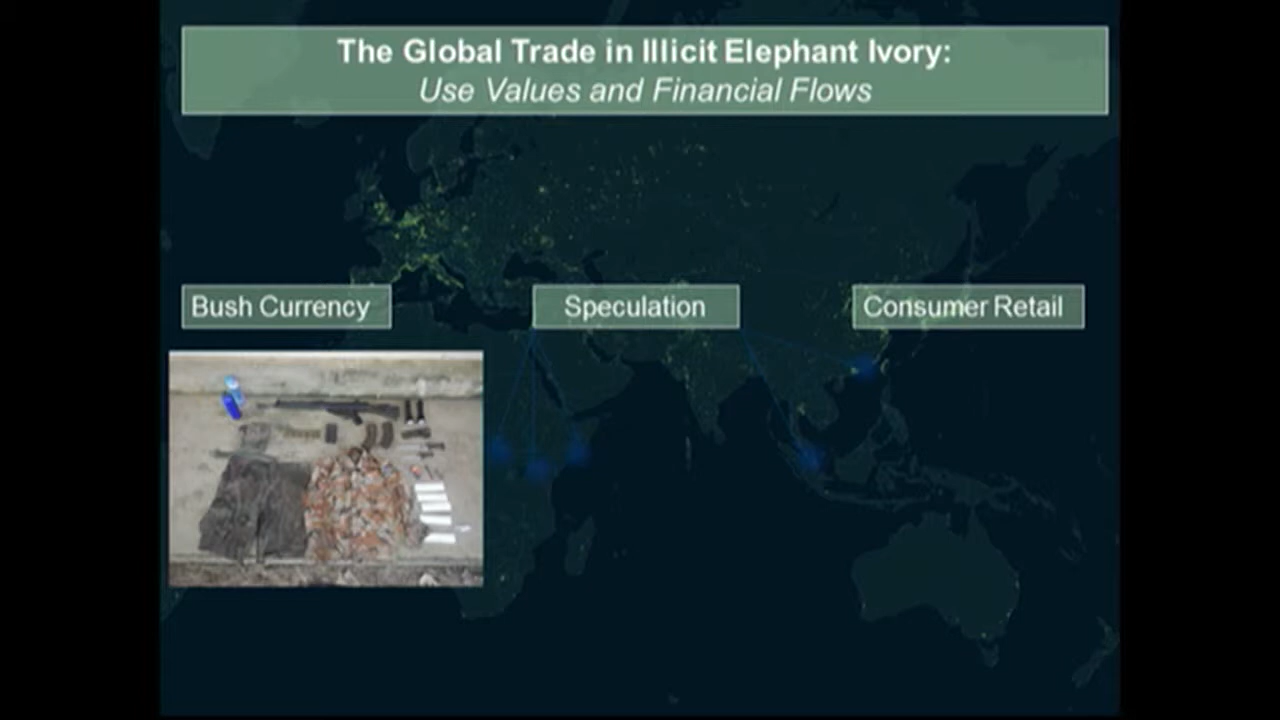 The Global Trade in Illicit Elephant Ivory:
Use Values and Financial Flows
Bush Currency
Speculation
Consumer Retail